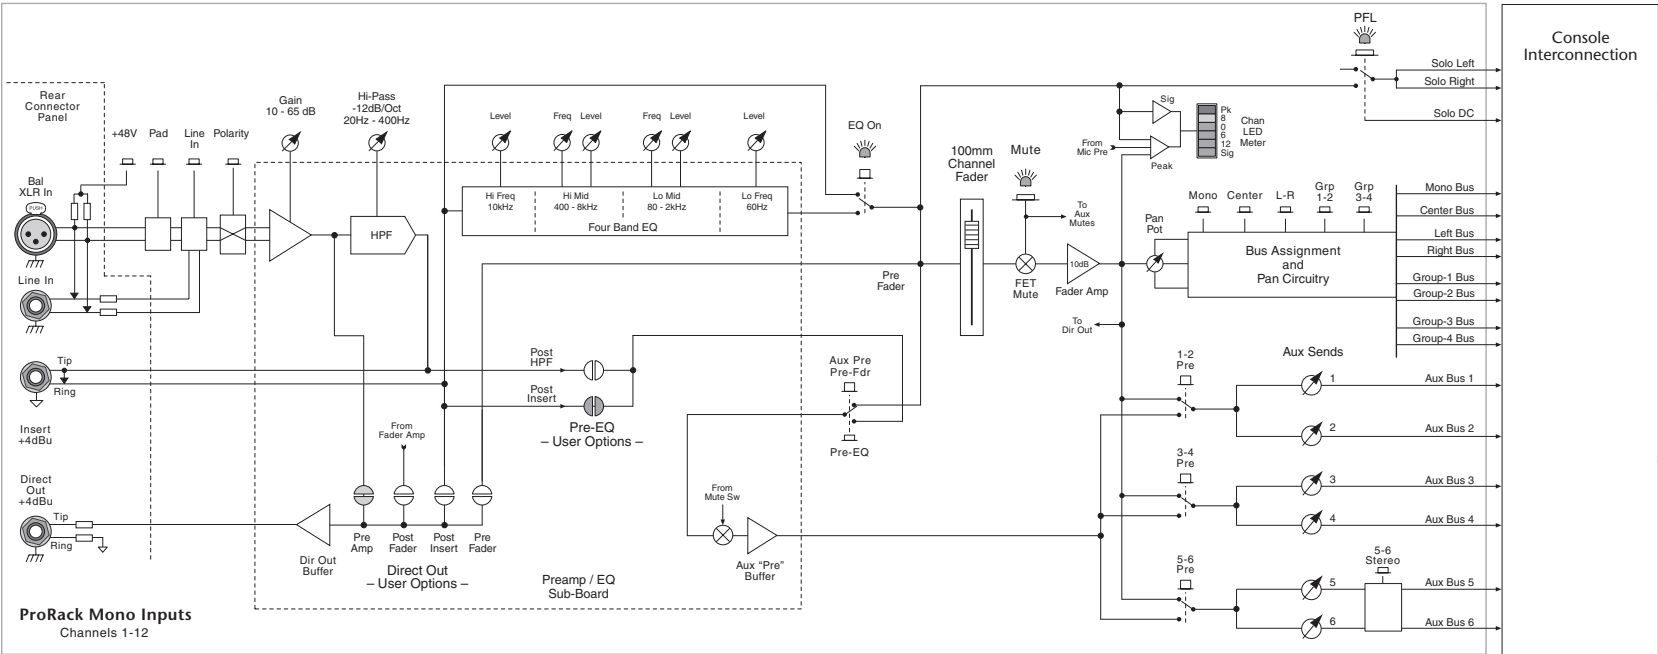 PFL
Console
Interconnection
Solo Left
Solo Right
Solo DC
Rear
Connector
Panel
+48V
Pad
Line
In
Polarity
Gain
10 - 65 dB
Hi-Pass
-12dB/Oct
20Hz - 400Hz
Level
Freq
Level
Freq
Level
Level
EQ On
Bal
XLR In
PUSH
HPF
Hi Freq
10kHz
Hi Mid
400 - 8kHz
Lo Mid
80 - 2kHz
Lo Freq
60Hz
Four Band EQ
Line In
100mm
Channel
Fader
Mute
Sig
From
Mic Pre
Peak
Pk
8
0
6
12
Sig
Chan
LED
Meter
To
Aux
Mutes
Pre
Fader
FET
Mute
10dB
Fader Amp
To
Dir Out
Pan
Pot
Mono
Center
L-R
Grp
1-2
Grp
3-4
Bus Assignment
and
Pan Circuitry
Mono Bus
Center Bus
Left Bus
Right Bus
Group-1 Bus
Group-2 Bus
Group-3 Bus
Group-4 Bus
Tip
Ring
Insert
+4dBu
Post
HPF
Post
Insert
Pre-EQ
– User Options –
Aux Pre
Pre-Fdr
Pre-EQ
1-2
Pre
Aux Sends
1
Aux Bus 1
2
Aux Bus 2
From
Fader Amp
Direct
Out
+4dBu
Tip
Ring
Dir Out
Buffer
Pre
Amp
Post
Fader
Post
Insert
Pre
Fader
Direct Out
– User Options –
Preamp / EQ
Sub-Board
From
Mute Sw
Aux “Pre”
Buffer
3-4
Pre
3
Aux Bus 3
4
Aux Bus 4
5-6
Pre
5
5-6
Stereo
Aux Bus 5
6
Aux Bus 6
ProRack Mono Inputs
Channels 1-12